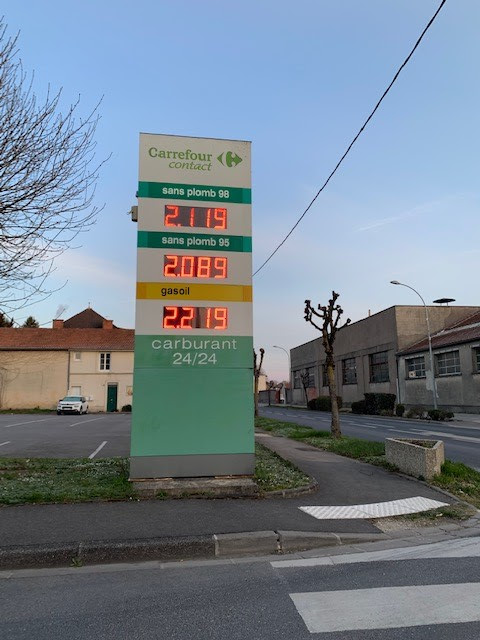 Carrefour
contact
sans plomb 98
2.119
sans plomb 95
2.089
gasoil
2.219
carburant
24/24